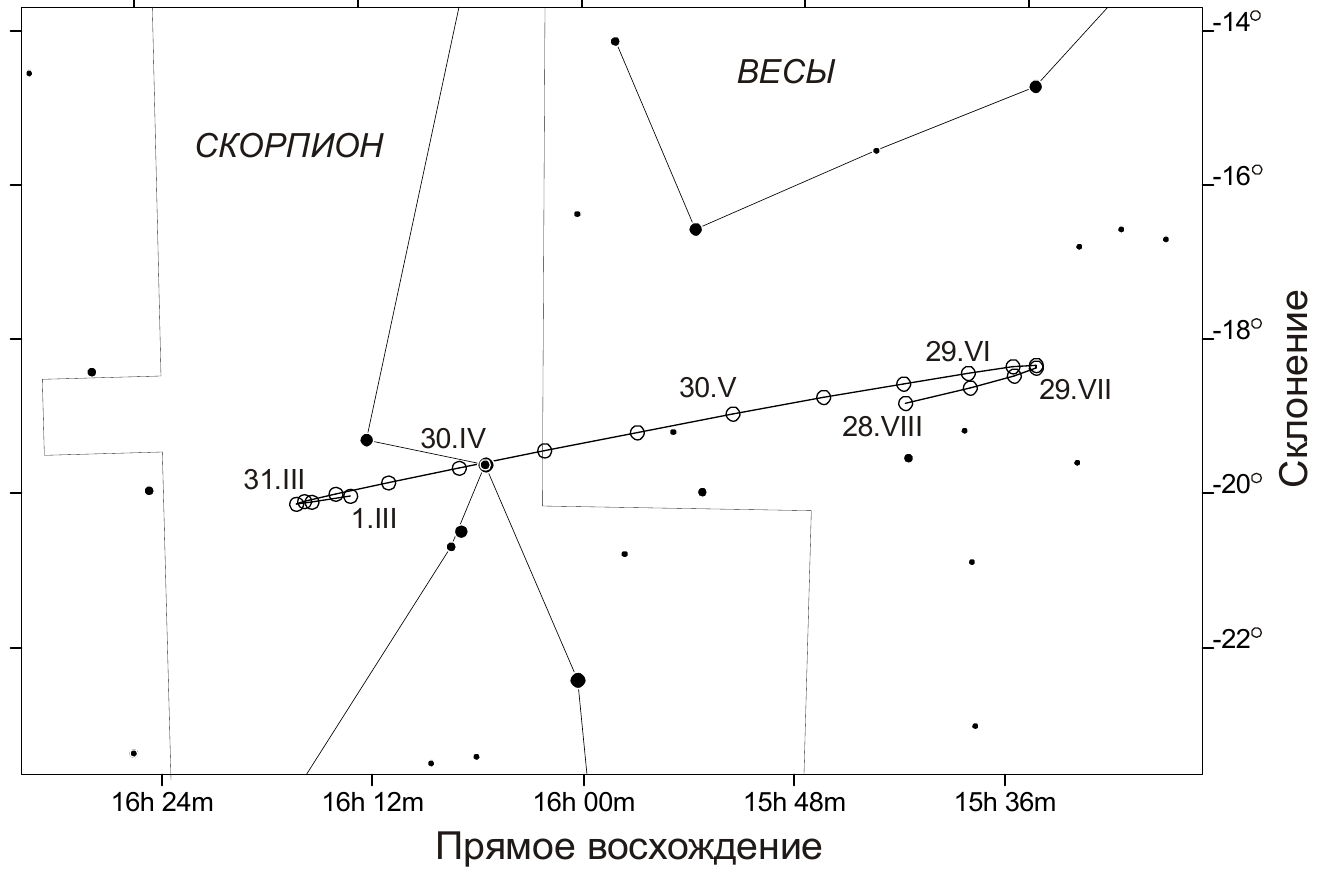 -14°
ВЕСЫ
СКОРПИОН
-16°
-18°
29.VI
30.V
29.VII
28.VIII
30.IV
31.III
1.III
-20°
-22°
Склонение
16h 24m 16h 12m 16h 00m 15h 48m 15h 36m
Прямое восхождение